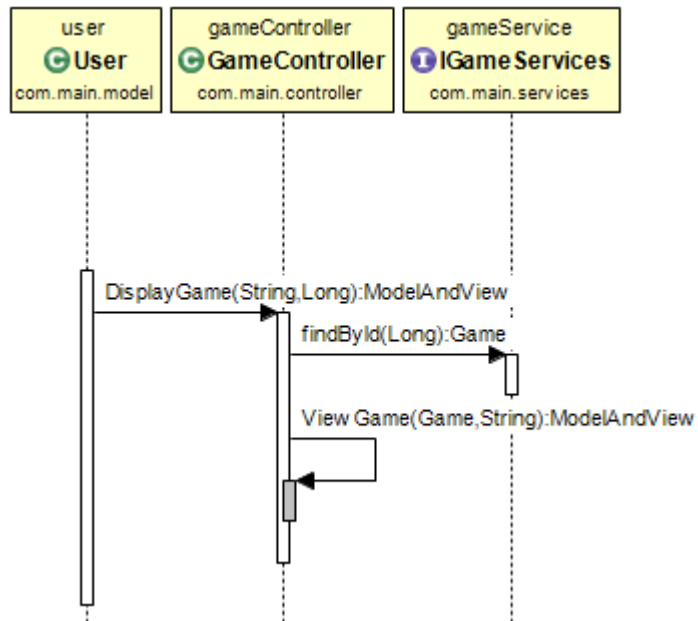 user
C User
com.main.model
gameController
C GameController
com.main.controller
gameService
I IGameServices
com.main.services
DisplayGame(String,Long):ModelAndView
findById(Long):Game
View Game(Game,String):ModelAndView